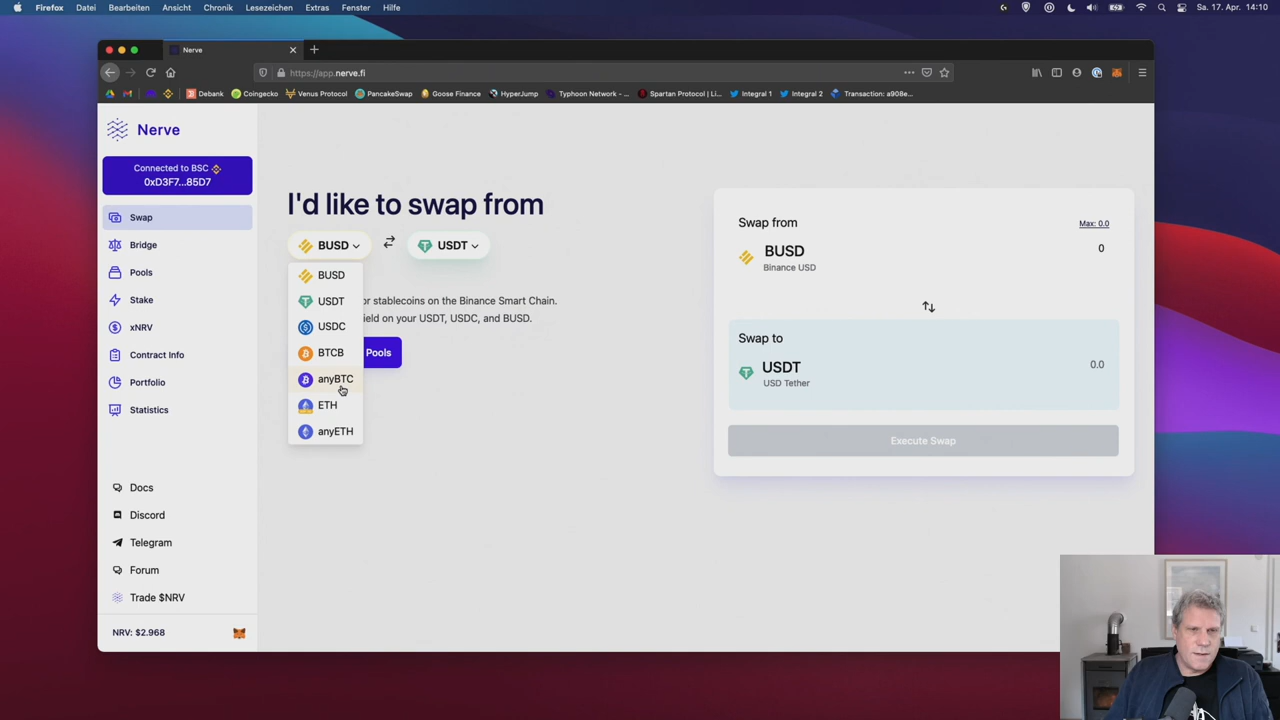 Firefox Datei Bearbeiten Ansicht Chronik Lesezeichen Extras Fenster Hilfe Sa. 17. Apr. 14:10
Nerve
https://app.nerve.fi
Debank Coingecko Venus Protocol PancakeSwap Goose Finance HyperJump Typhoon Network - ... Spartan Protocol | Li... Integral 1 Integral 2 Transaction: a908e...
Nerve
Connected to BSC
0xD3F7...85D7
Swap
Bridge
Pools
Stake
xNRV
Contract Info
Portfolio
Statistics
Docs
Discord
Telegram
Forum
Trade $NRV
NRV: $2.968
I'd like to swap from
BUSD USDT
BUSD
USDT
USDC
BTCB
anyBTC
ETH
anyETH
or stablecoins on the Binance Smart Chain.
ield on your USDT, USDC, and BUSD.
Pools
Swap from Max: 0.0
BUSD 0
Binance USD
Swap to
USDT 0.0
USD Tether
Execute Swap